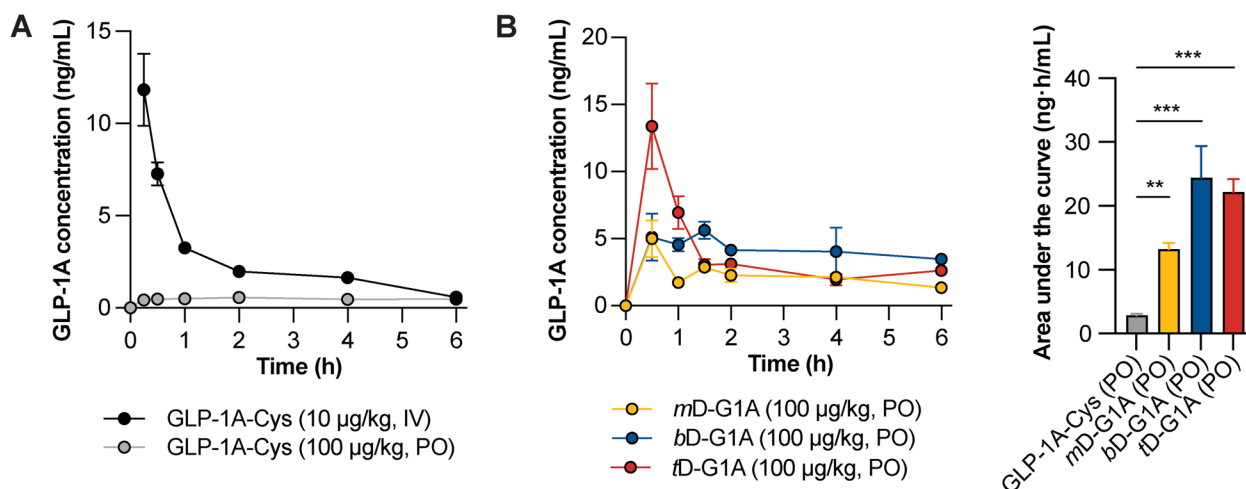 A
GLP-1A concentration (ng/mL)
15
10
5
0
0 1 2 3 4 5 6
Time (h)
GLP-1A-Cys (10 µg/kg, IV)
GLP-1A-Cys (100 µg/kg, PO)
B
GLP-1A concentration (ng/mL)
20
15
10
5
0
0 1 2 3 4 5 6
Time (h)
mD-G1A (100 µg/kg, PO)
bD-G1A (100 µg/kg, PO)
tD-G1A (100 µg/kg, PO)
Area under the curve (ng·h/mL)
40
30
20
10
0
***
***
**
GLP-1A-Cys (PO)
mD-G1A (PO)
bD-G1A (PO)
tD-G1A (PO)